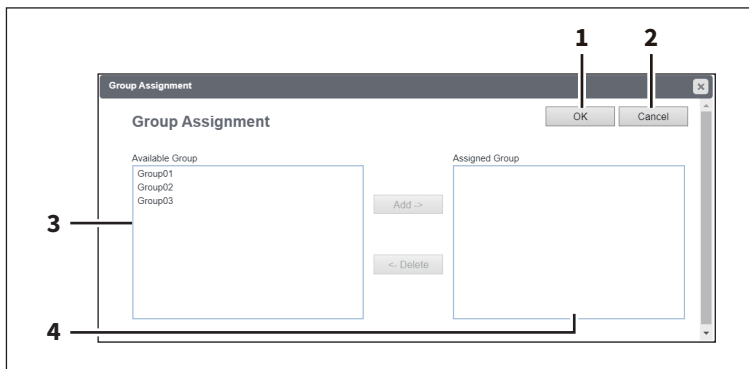 1 2
Group Assignment
Group Assignment
OK Cancel
Available Group Assigned Group
Group01
Group02
Group03
Add ->
3
<- Delete
4